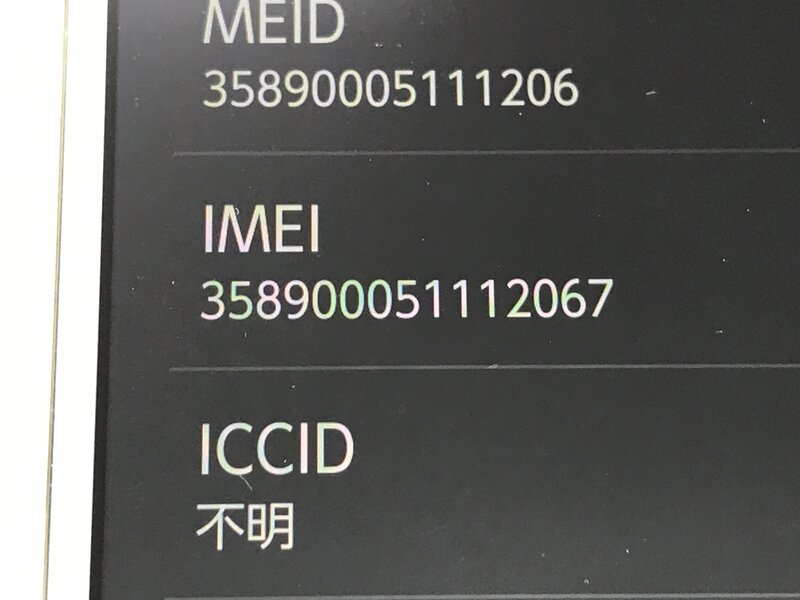 MEID
35890005111206
IMEI
358900051112067
ICCID
不明